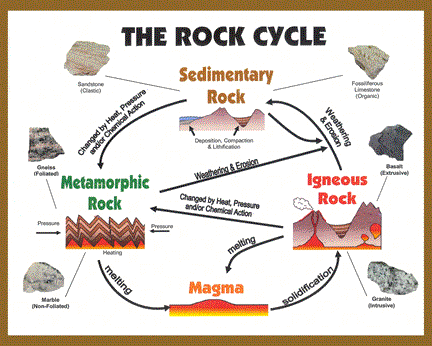 THE ROCK CYCLE
Sandstone
(Clastic)
Sedimentary
Rock
Fossiliferous
Limestone
(Organic)
Changed by Heat, Pressure
and/or Chemical Action
Deposition, Compaction
& Lithification
Weathering
& Erosion
Gneiss
(Foliated)
Basalt
(Extrusive)
Weathering & Erosion
Metamorphic
Rock
Igneous
Rock
Changed by Heat, Pressure
and/or Chemical Action
Pressure
Pressure
Heating
melting
melting
Marble
(Non-Foliated)
Magma
solidification
Granite
(Intrusive)